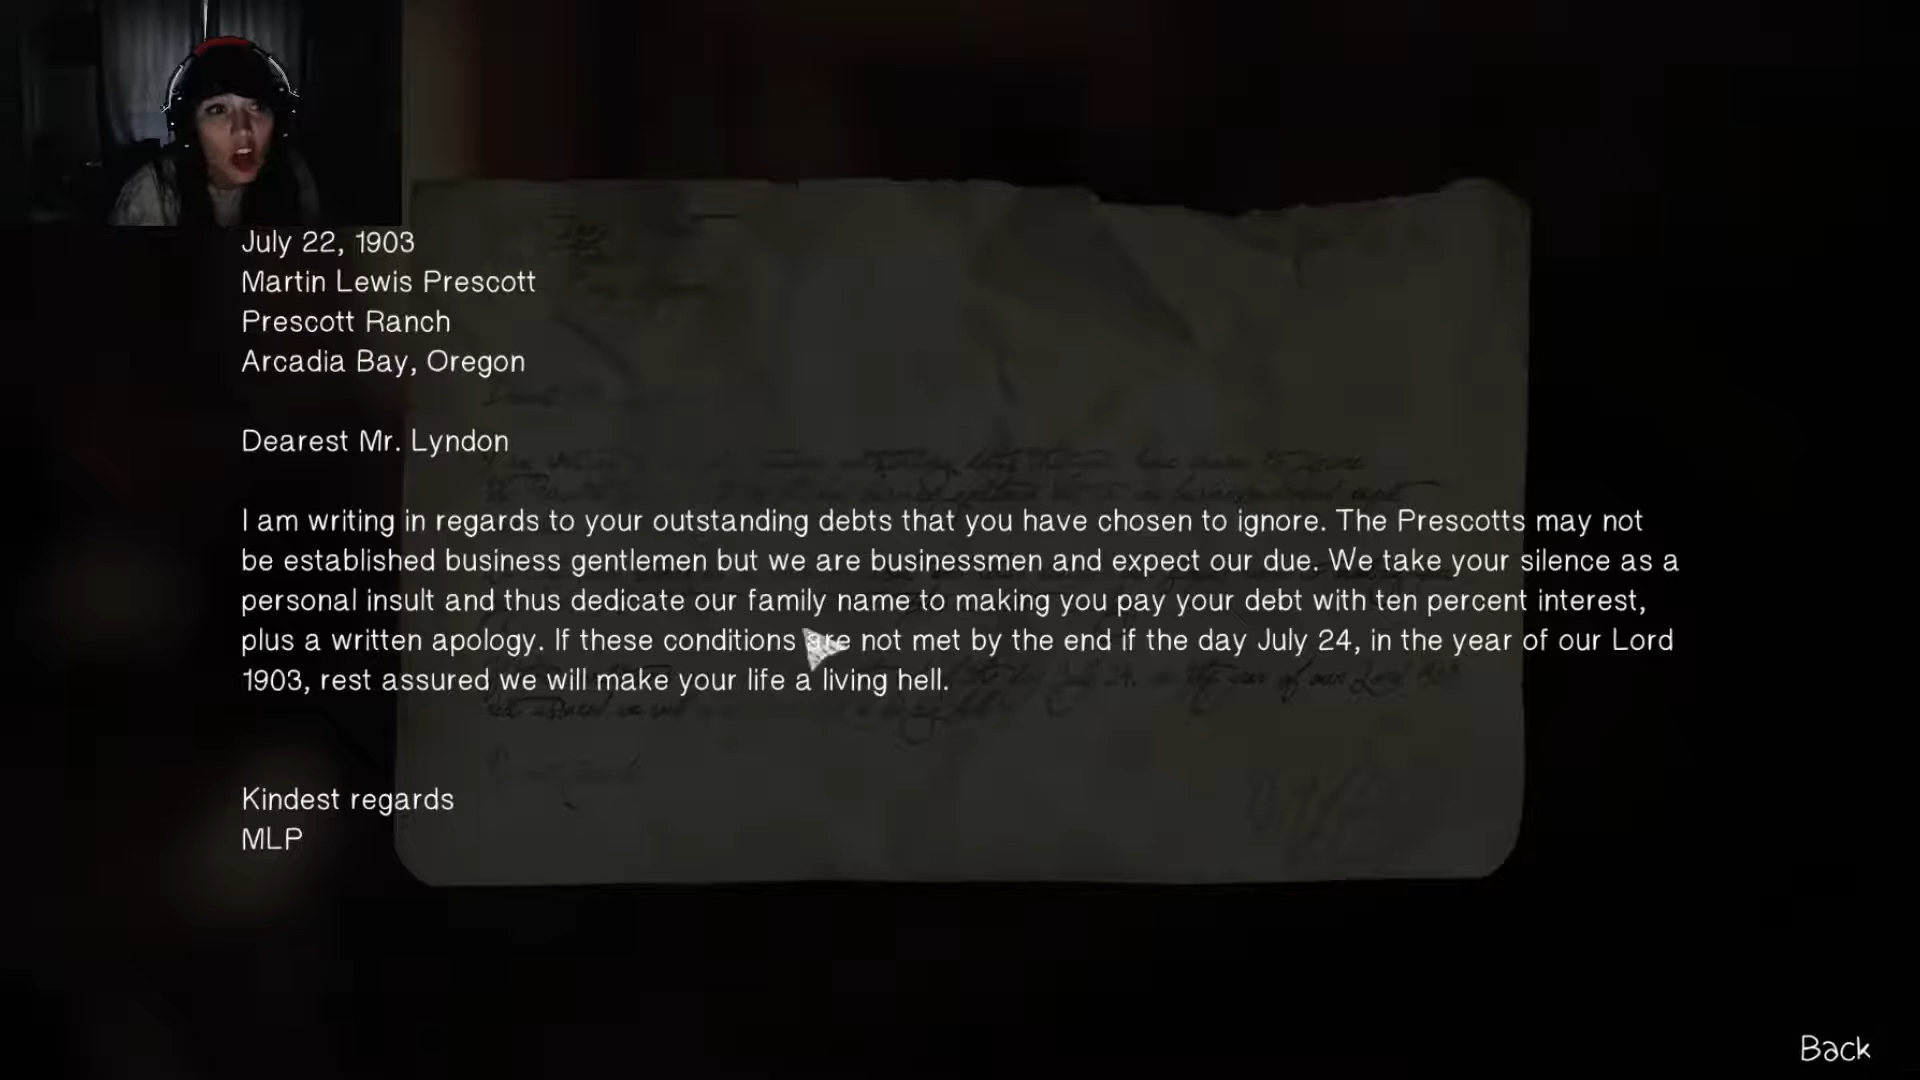 July 22, 1903
Martin Lewis Prescott
Prescott Ranch
Arcadia Bay, Oregon
Dearest Mr. Lyndon
I am writing in regards to your outstanding debts that you have chosen to ignore. The Prescotts may not
be established business gentlemen but we are businessmen and expect our due. We take your silence as a
personal insult and thus dedicate our family name to making you pay your debt with ten percent interest,
plus a written apology. If these conditions are not met by the end if the day July 24, in the year of our Lord
1903, rest assured we will make your life a living hell.
Kindest regards
MLP
Back